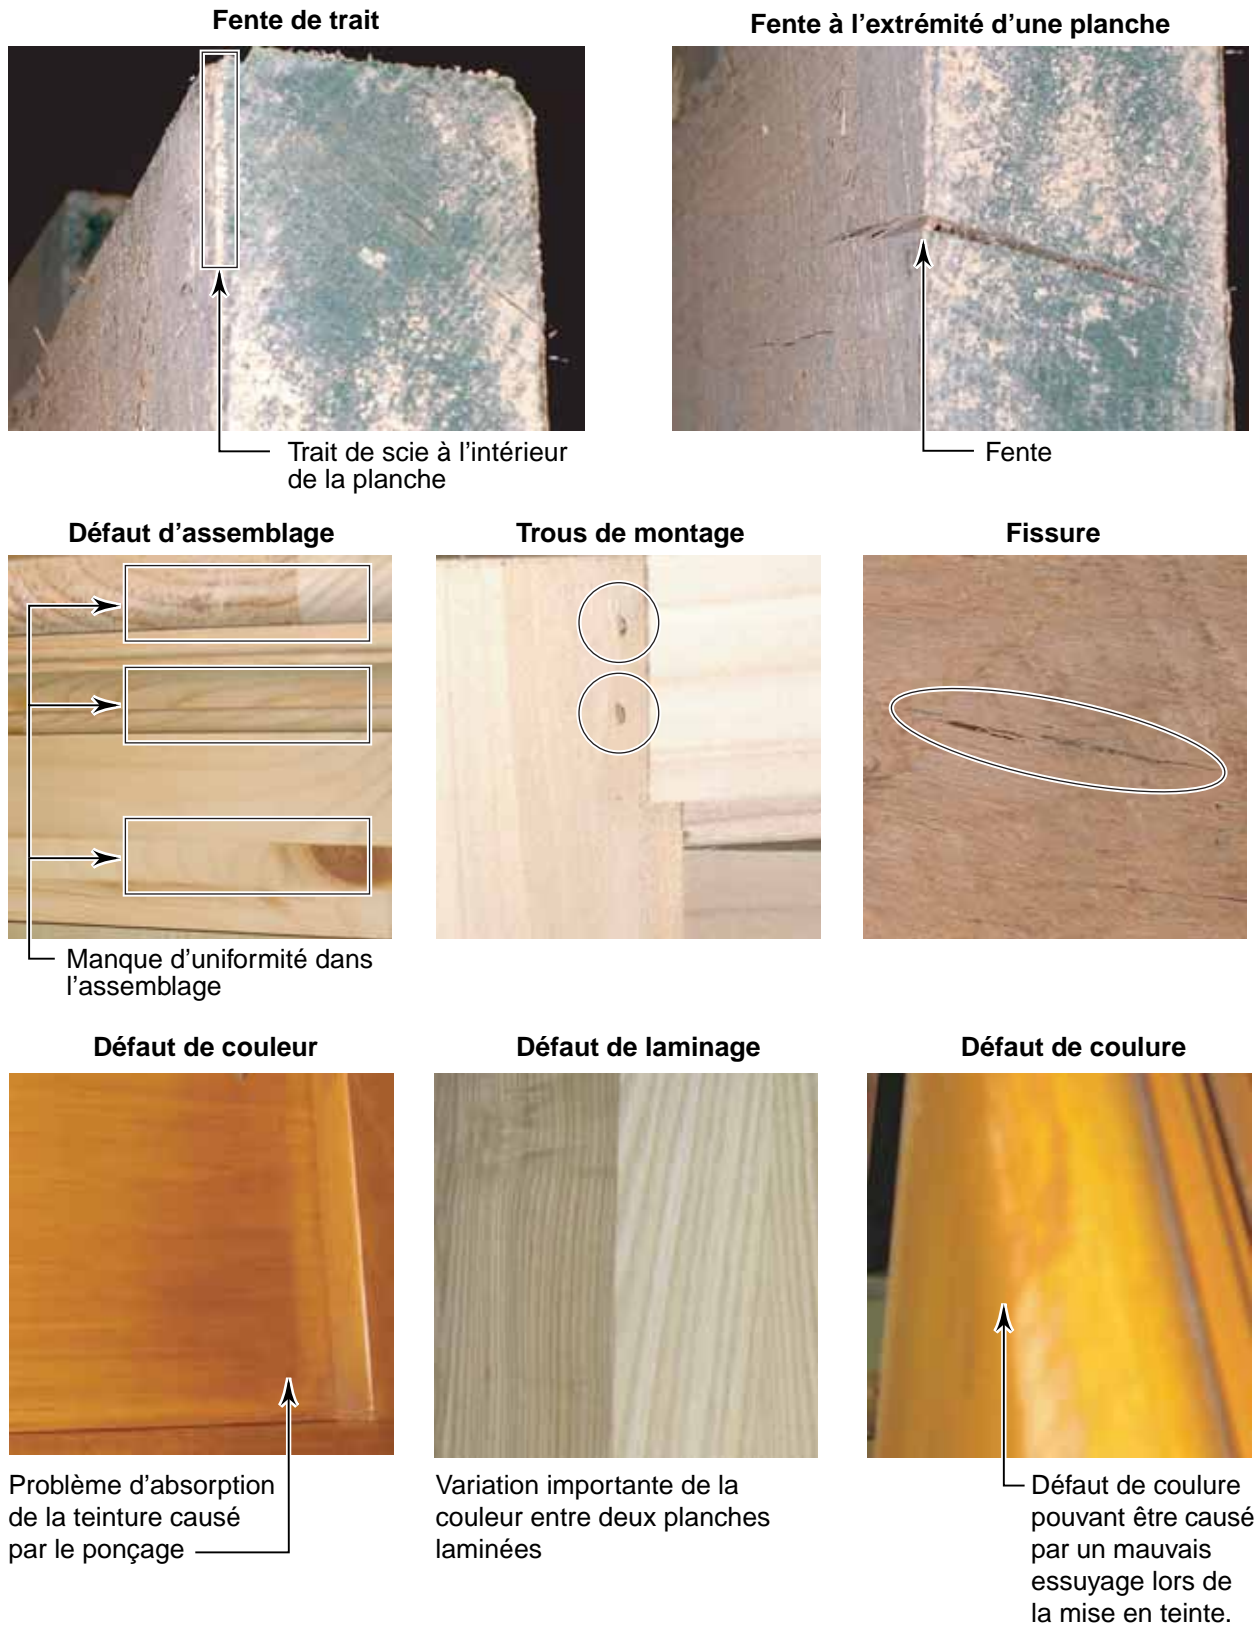 Fente de trait
Fente à l'extrémité d'une planche
Trait de scie à l'intérieur
de la planche
Fente
Défaut d'assemblage
Trous de montage
Fissure
Manque d'uniformité dans
l'assemblage
Défaut de couleur
Défaut de laminage
Défaut de coulure
Problème d'absorption
de la teinture causé
par le ponçage
Variation importante de la
couleur entre deux planches
laminées
Défaut de coulure
pouvant être causé
par un mauvais
essuyage lors de
la mise en teinte.